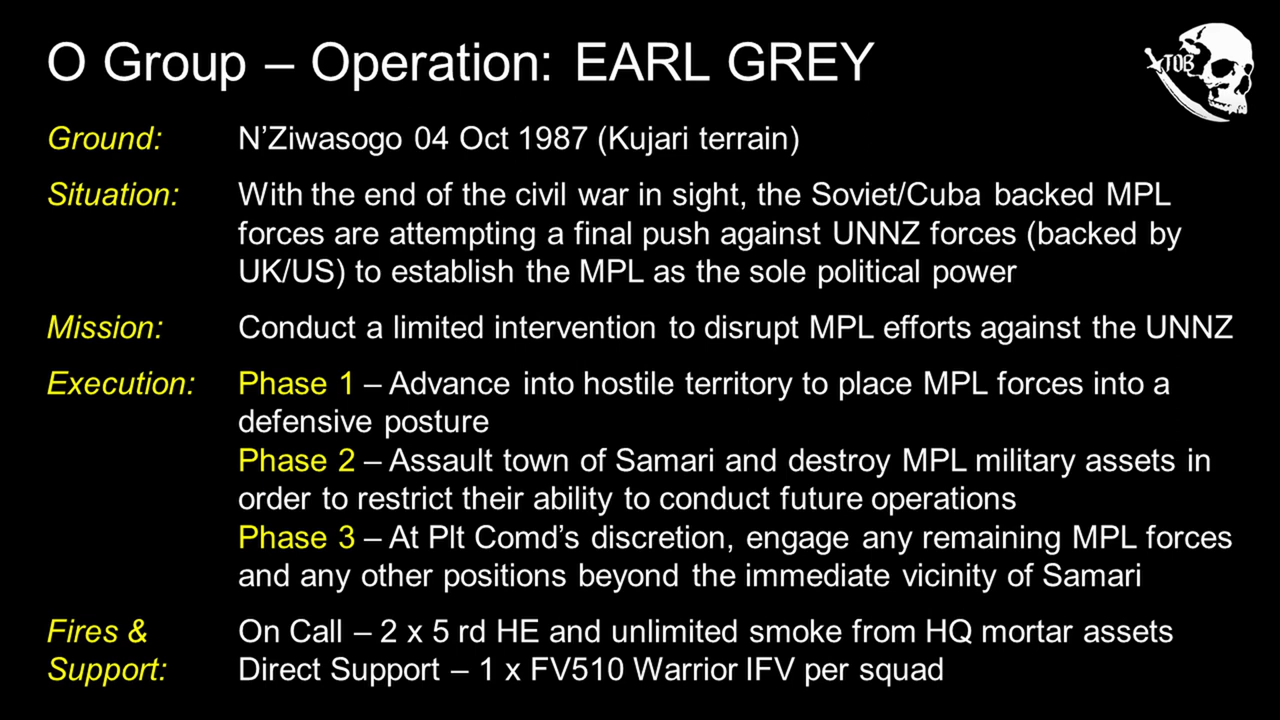 O Group – Operation: EARL GREY
TOB
Ground: N’Ziwasogo 04 Oct 1987 (Kujari terrain)
Situation: With the end of the civil war in sight, the Soviet/Cuba backed MPL
forces are attempting a final push against UNNZ forces (backed by
UK/US) to establish the MPL as the sole political power
Mission: Conduct a limited intervention to disrupt MPL efforts against the UNNZ
Execution: Phase 1 – Advance into hostile territory to place MPL forces into a
defensive posture
Phase 2 – Assault town of Samari and destroy MPL military assets in
order to restrict their ability to conduct future operations
Phase 3 – At Plt Comd’s discretion, engage any remaining MPL forces
and any other positions beyond the immediate vicinity of Samari
Fires & On Call – 2 x 5 rd HE and unlimited smoke from HQ mortar assets
Support: Direct Support – 1 x FV510 Warrior IFV per squad